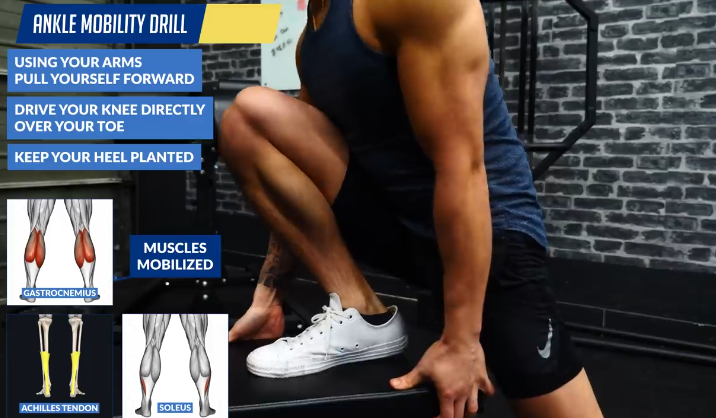 ANKLE MOBILITY DRILL
USING YOUR ARMS
PULL YOURSELF FORWARD
DRIVE YOUR KNEE DIRECTLY
OVER YOUR TOE
KEEP YOUR HEEL PLANTED
MUSCLES
MOBILIZED
GASTROCNEMIUS
ACHILLES TENDON
SOLEUS